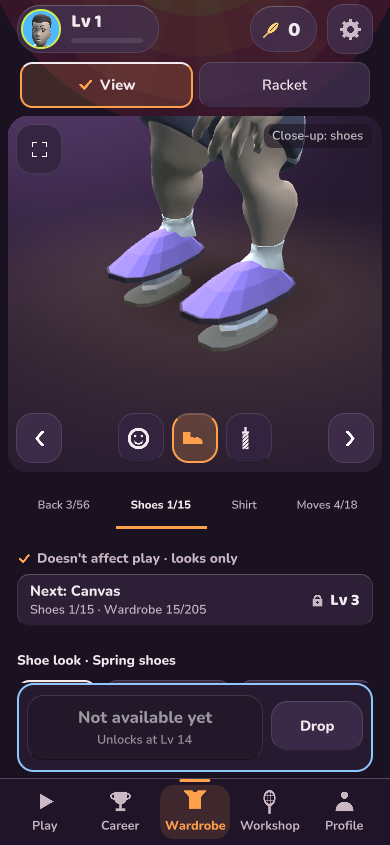 Lv 1
0
View
Racket
Close-up: shoes
Back 3/56
Shoes 1/15
Shirt
Moves 4/18
Doesn't affect play · looks only
Next: Canvas
Shoes 1/15 · Wardrobe 15/205
Lv 3
Shoe look · Spring shoes
Not available yet
Unlocks at Lv 14
Drop
Play
Career
Wardrobe
Workshop
Profile